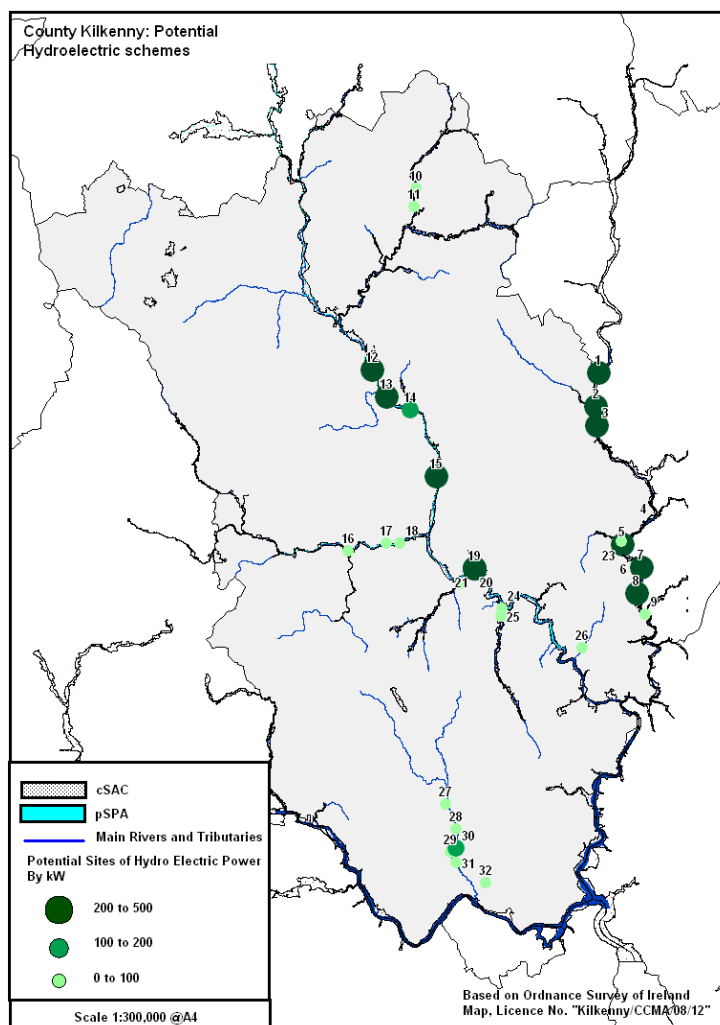 County Kilkenny: Potential
Hydroelectric schemes
10
11
1
12
13
2
14
3
15
4
5
16
17
18
23
7
6
19
8
21
20
24
9
25
26
27
28
30
29
31
32
cSAC
pSPA
Main Rivers and Tributaries
Potential Sites of Hydro Electric Power
By kW
200 to 500
100 to 200
0 to 100
Scale 1:300,000 @A4
Based on Ordnance Survey of Ireland
Map, Licence No. "Kilkenny/CCMA/08/12"